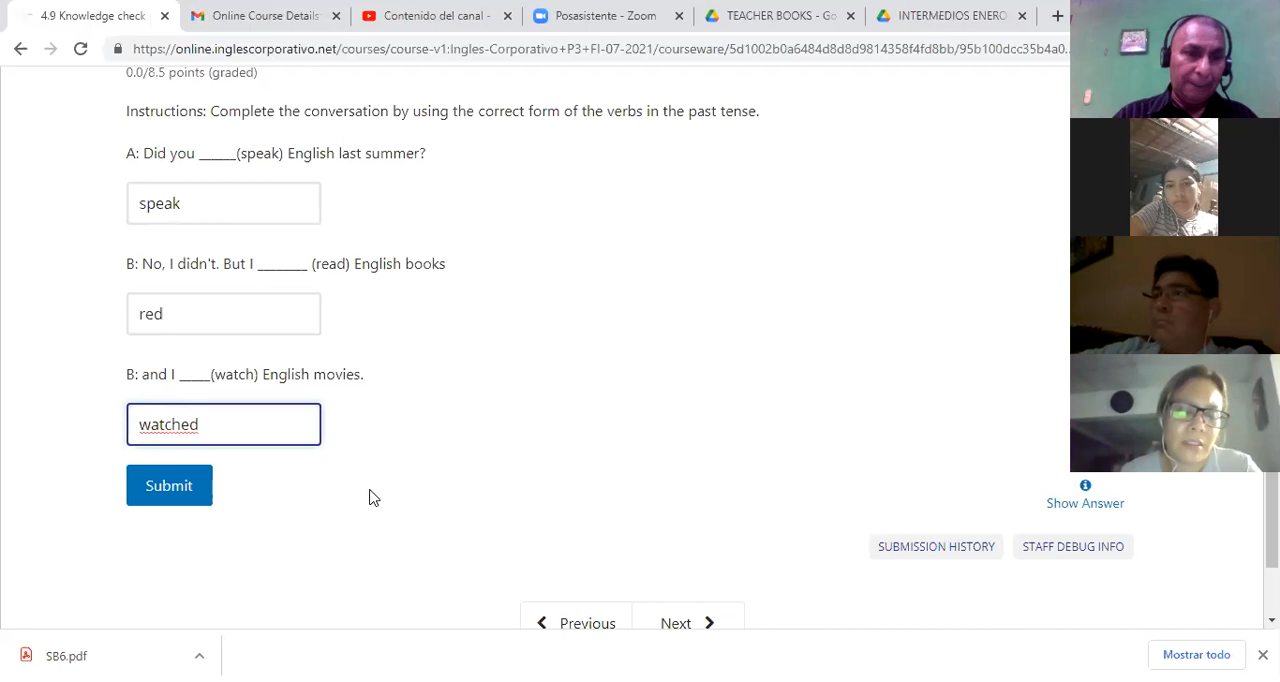 4.9 Knowledge check
Online Course Details
Contenido del canal -
Posasistente - Zoom
TEACHER BOOKS - Go
INTERMEDIOS ENERO
https://online.inglescorporativo.net/courses/course-v1:Ingles-Corporativo+P3+FI-07-2021/courseware/5d1002b0a6484d8d8d9814358f4fd8bb/95b100dcc35b4a0...
0.0/8.5 points (graded)
Instructions: Complete the conversation by using the correct form of the verbs in the past tense.
A: Did you ______(speak) English last summer?
speak
B: No, I didn't. But I ________ (read) English books
red
B: and I _____(watch) English movies.
watched
Submit
Show Answer
SUBMISSION HISTORY
STAFF DEBUG INFO
Previous
Next
SB6.pdf
Mostrar todo